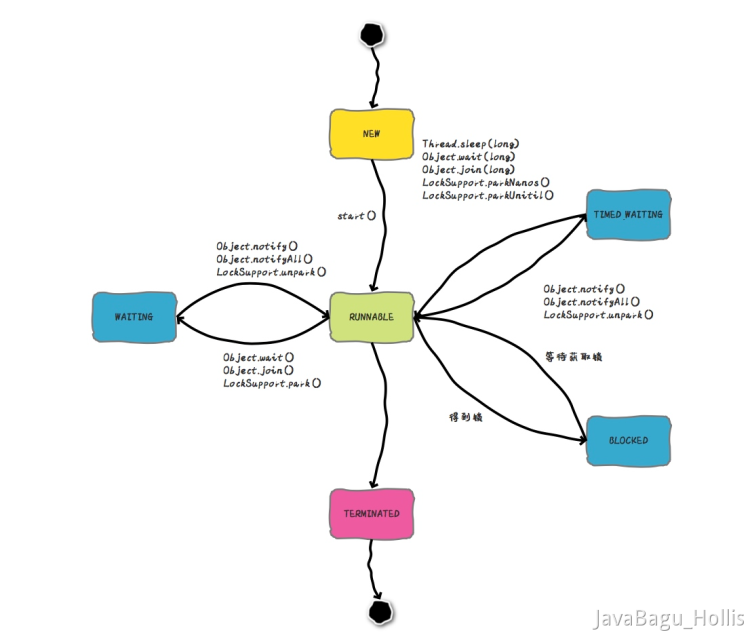 NEW
Thread.sleep(long)
Object.wait(long)
Object.join(long)
LockSupport.parkNanos()
LockSupport.parkUnitil()
start()
TIMED_WAITING
Object.notify()
Object.notifyAll()
LockSupport.unpark()
WAITING
RUNNABLE
Object.notify()
Object.notifyAll()
LockSupport.unpark()
Object.wait()
Object.join()
LockSupport.park()
等待获取锁
得到锁
BLOCKED
TERMINATED
JavaBagu_Hollis